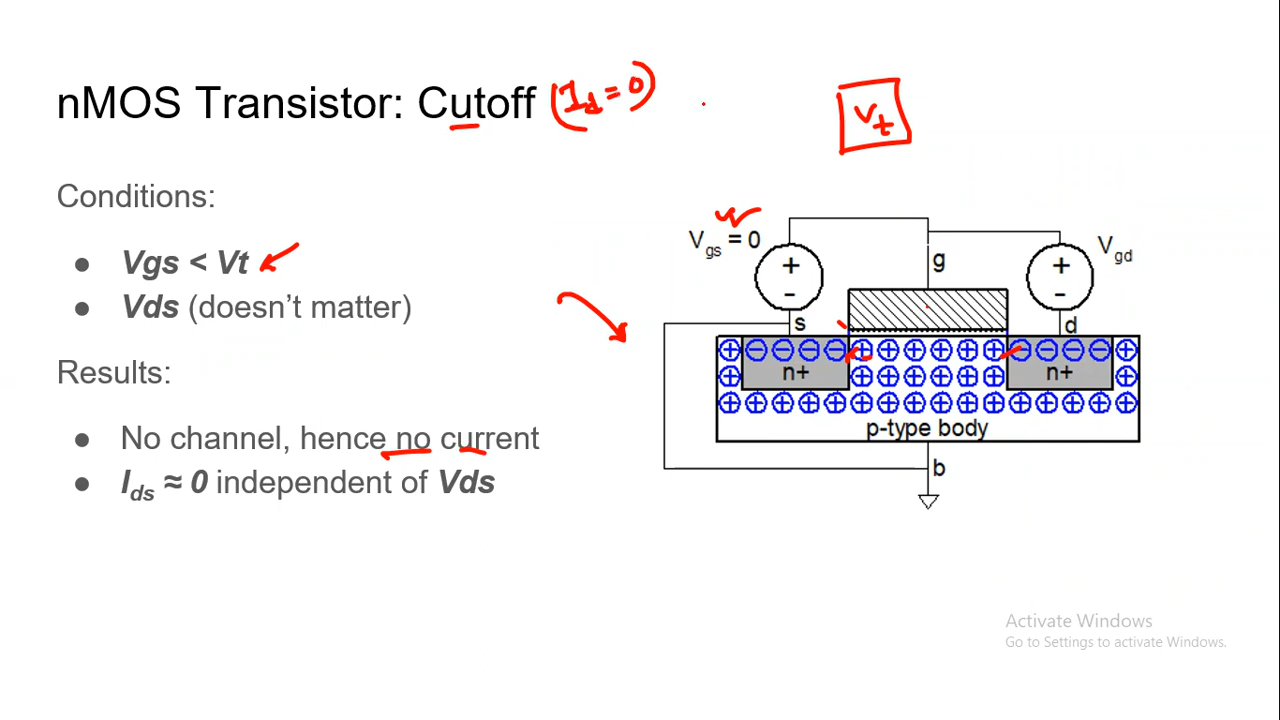 nMOS Transistor: Cutoff (Id = 0)
Vt
Conditions:
● Vgs < Vt
● Vds (doesn't matter)
Results:
● No channel, hence no current
● Ids ≈ 0 independent of Vds
Vgs = 0
Vgd
+
-
+
-
g
s
d
n+
n+
p-type body
b
Activate Windows
Go to Settings to activate Windows.